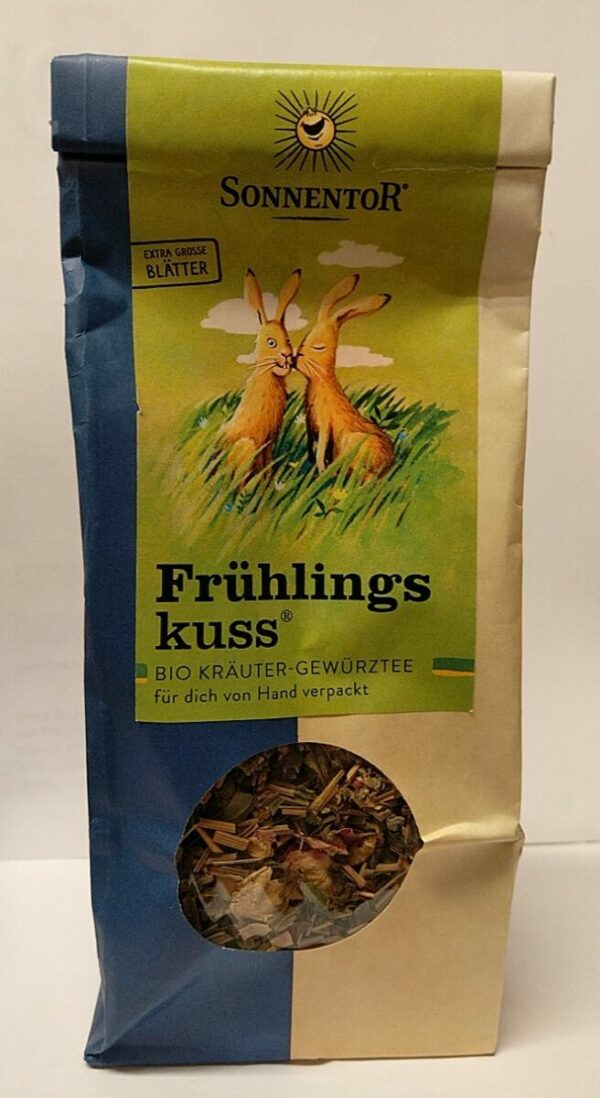 SONNENTOR®
EXTRA GROSSE
BLÄTTER
Frühlings
kuss®
BIO KRÄUTER-GEWÜRZTEE
für dich von Hand verpackt